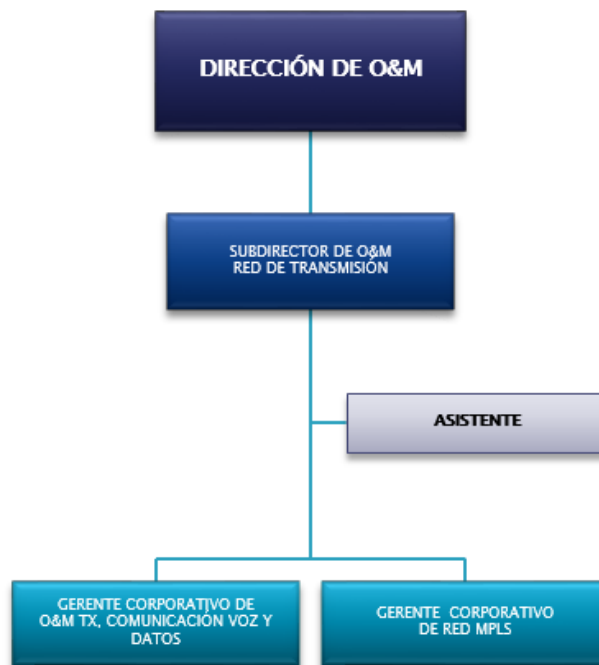 DIRECCIÓN DE O&M
SUBDIRECTOR DE O&M
RED DE TRANSMISIÓN
ASISTENTE
GERENTE CORPORATIVO DE
O&M TX, COMUNICACIÓN VOZ Y
DATOS
GERENTE CORPORATIVO
DE RED MPLS